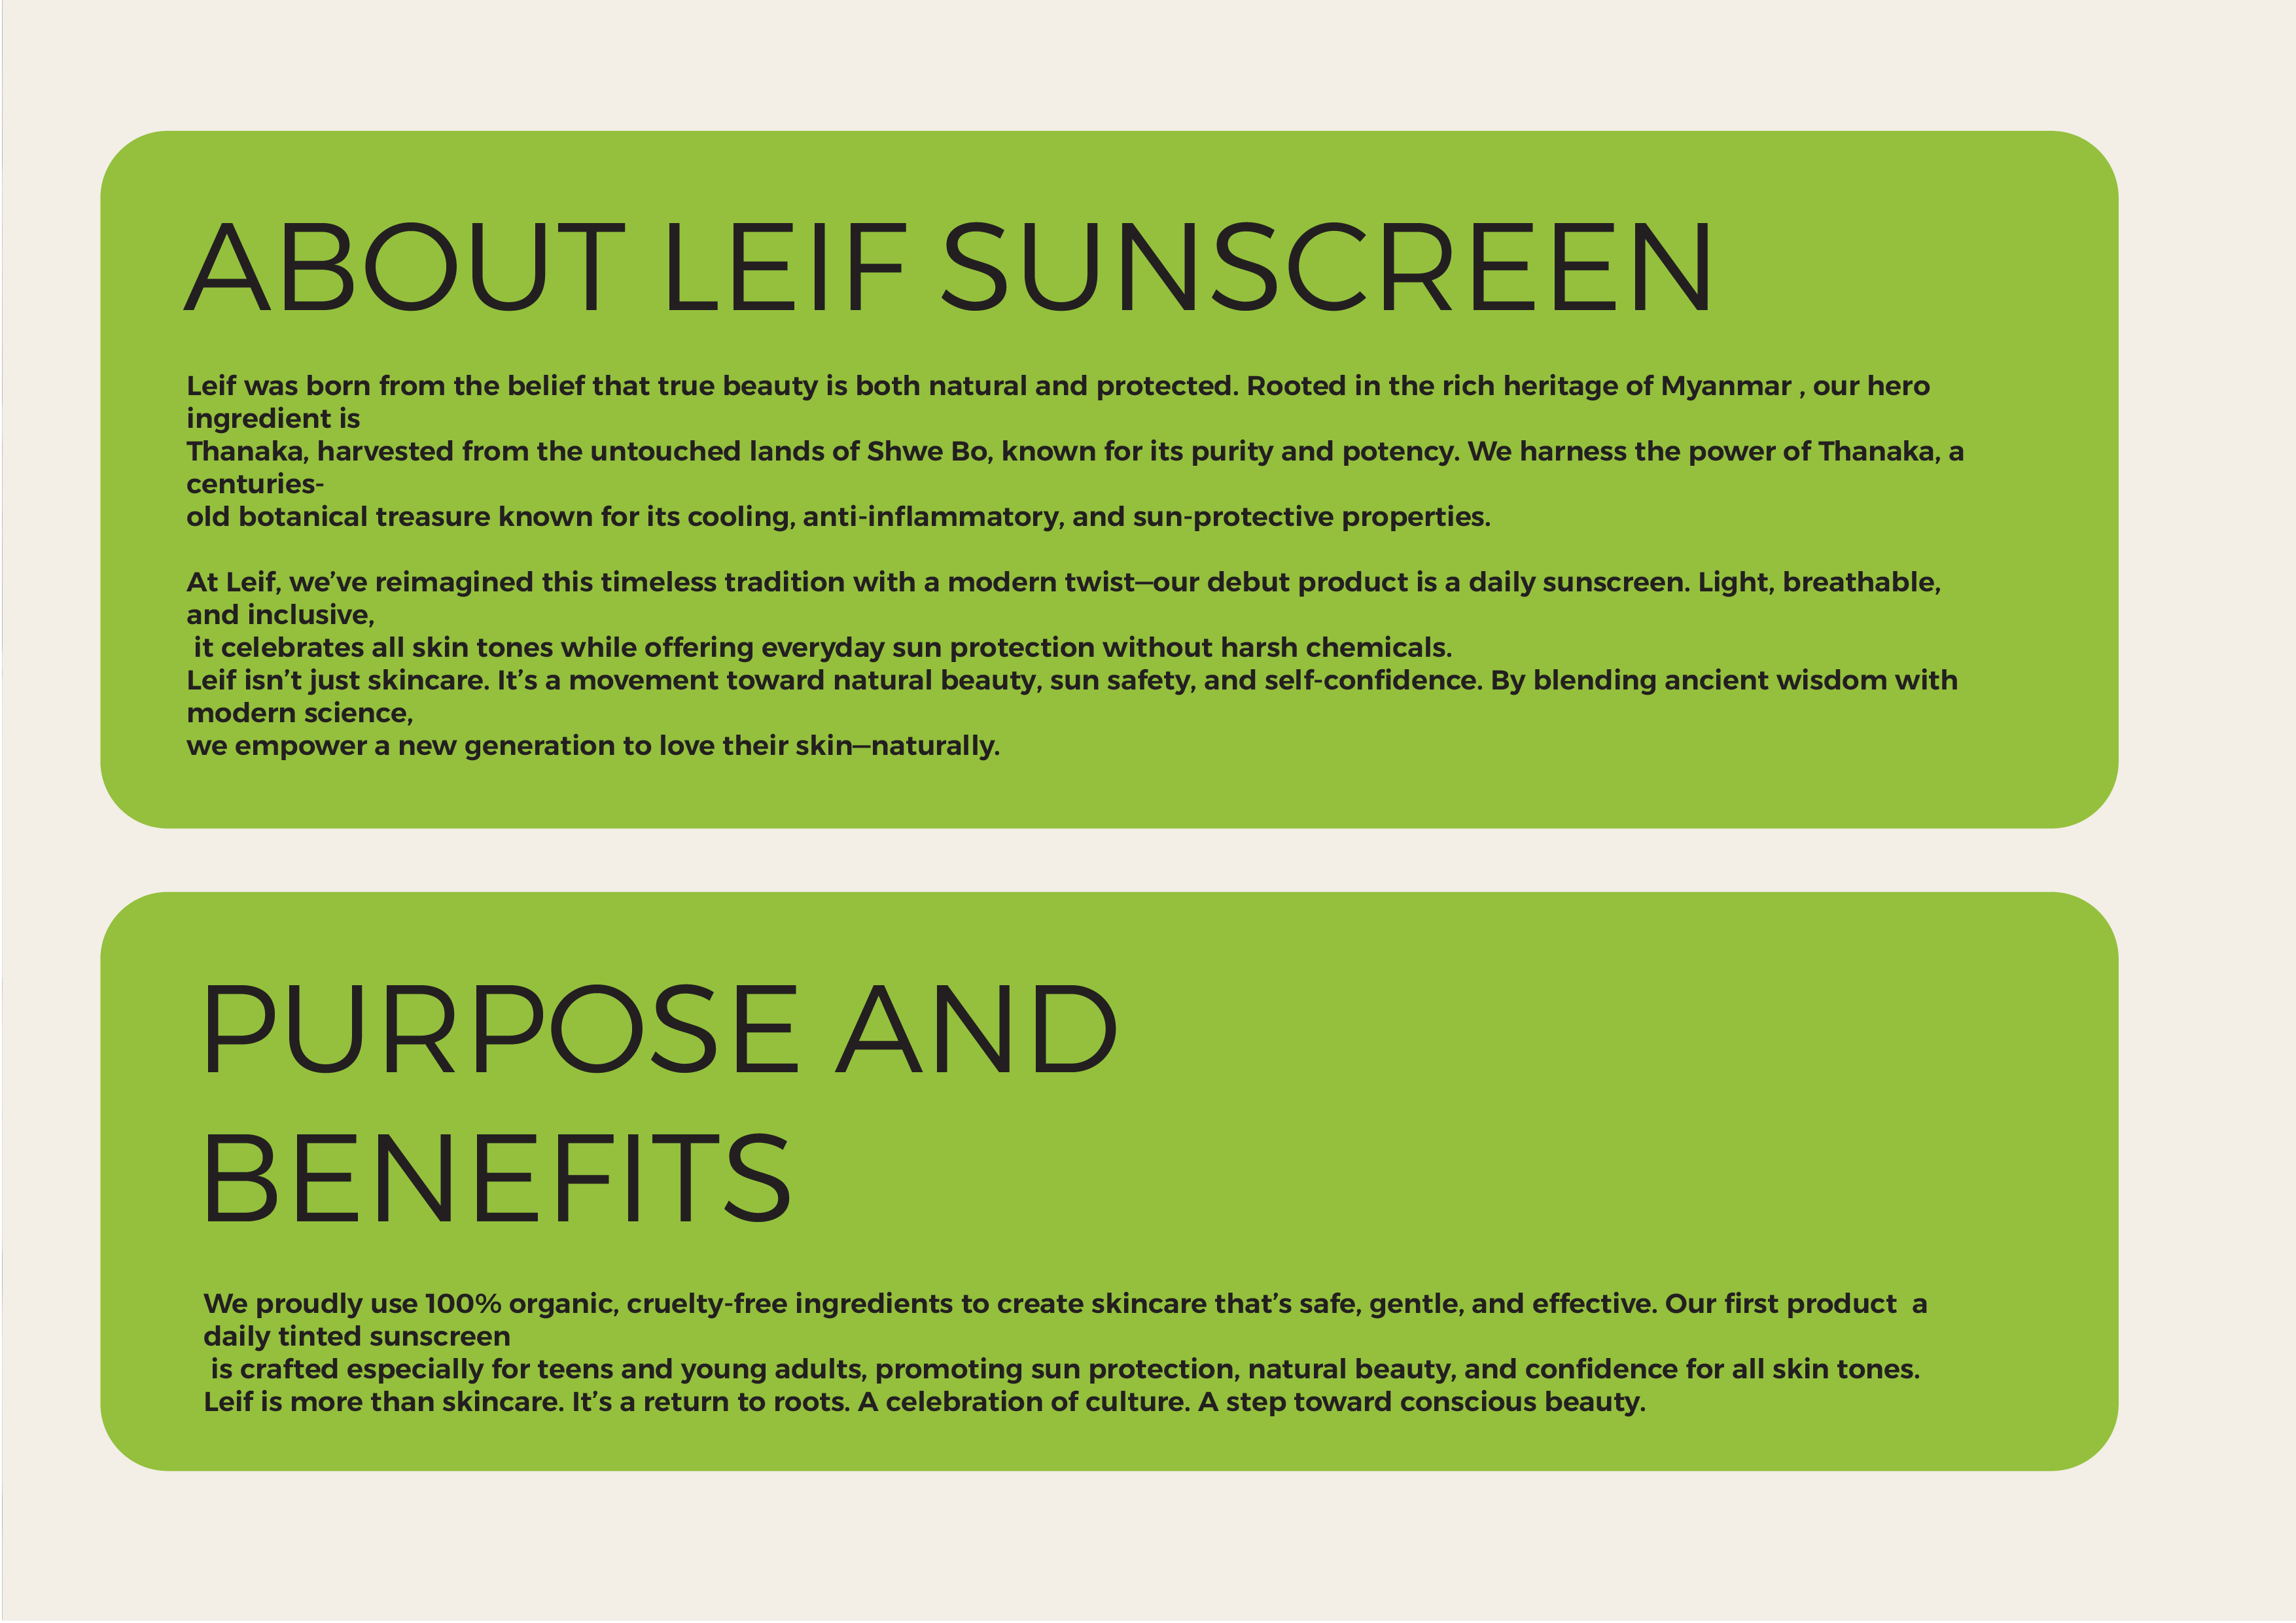 ABOUT LEIF SUNSCREEN
Leif was born from the belief that true beauty is both natural and protected. Rooted in the rich heritage of Myanmar , our hero
ingredient is
Thanaka, harvested from the untouched lands of Shwe Bo, known for its purity and potency. We harness the power of Thanaka, a
centuries-
old botanical treasure known for its cooling, anti-inflammatory, and sun-protective properties.
At Leif, we’ve reimagined this timeless tradition with a modern twist—our debut product is a daily sunscreen. Light, breathable,
and inclusive,
it celebrates all skin tones while offering everyday sun protection without harsh chemicals.
Leif isn’t just skincare. It’s a movement toward natural beauty, sun safety, and self-confidence. By blending ancient wisdom with
modern science,
we empower a new generation to love their skin—naturally.
PURPOSE AND
BENEFITS
We proudly use 100% organic, cruelty-free ingredients to create skincare that’s safe, gentle, and effective. Our first product  a
daily tinted sunscreen
is crafted especially for teens and young adults, promoting sun protection, natural beauty, and confidence for all skin tones.
Leif is more than skincare. It’s a return to roots. A celebration of culture. A step toward conscious beauty.